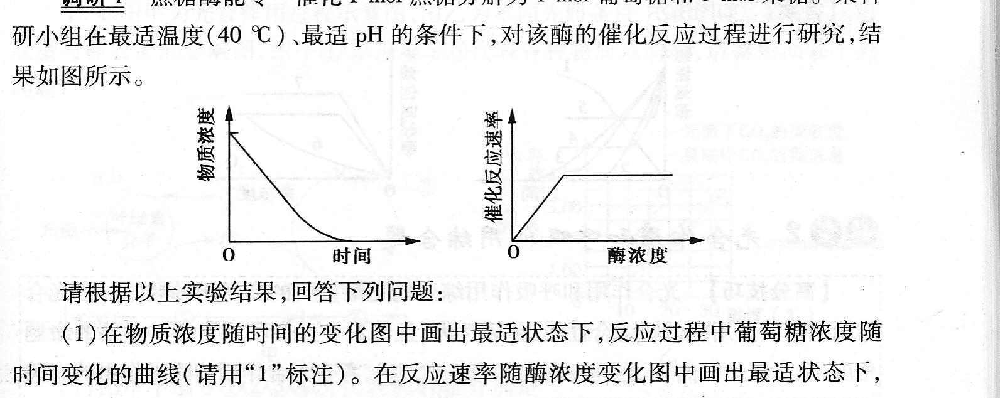 研小组在最适温度(40 ℃)、最适 pH 的条件下,对该酶的催化反应过程进行研究,结
果如图所示。
物质浓度
O
时间
催化反应速率
O
酶浓度
请根据以上实验结果,回答下列问题:
(1)在物质浓度随时间的变化图中画出最适状态下,反应过程中葡萄糖浓度随
时间变化的曲线(请用“1”标注)。在反应速率随酶浓度变化图中画出最适状态下,